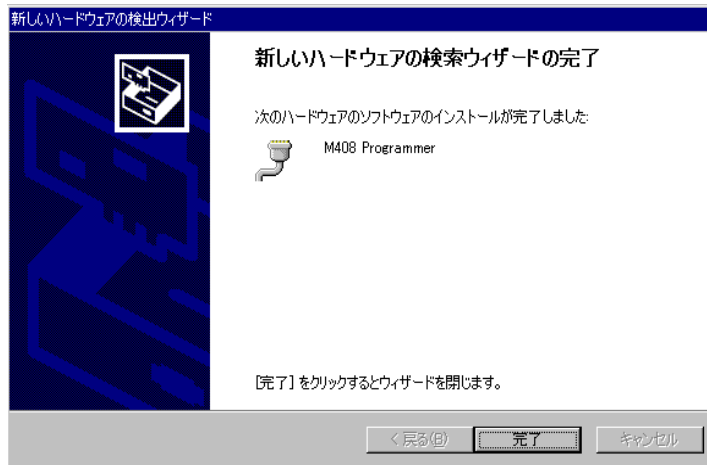 新しいハードウェアの検出ウィザード
新しいハードウェアの検索ウィザードの完了
次のハードウェアのソフトウェアのインストールが完了しました:
M408 Programmer
[完了] をクリックするとウィザードを閉じます。
< 戻る(B)
完了
キャンセル